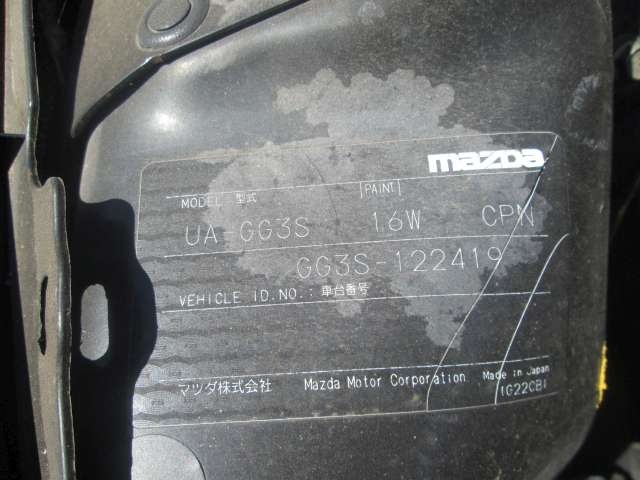 mazda
MODEL 型式 PAINT
UA-GG3S 16W CPN
GG3S-122419
VEHICLE ID.NO.: 車台番号
マツダ株式会社 Mazda Motor Corporation Made in Japan